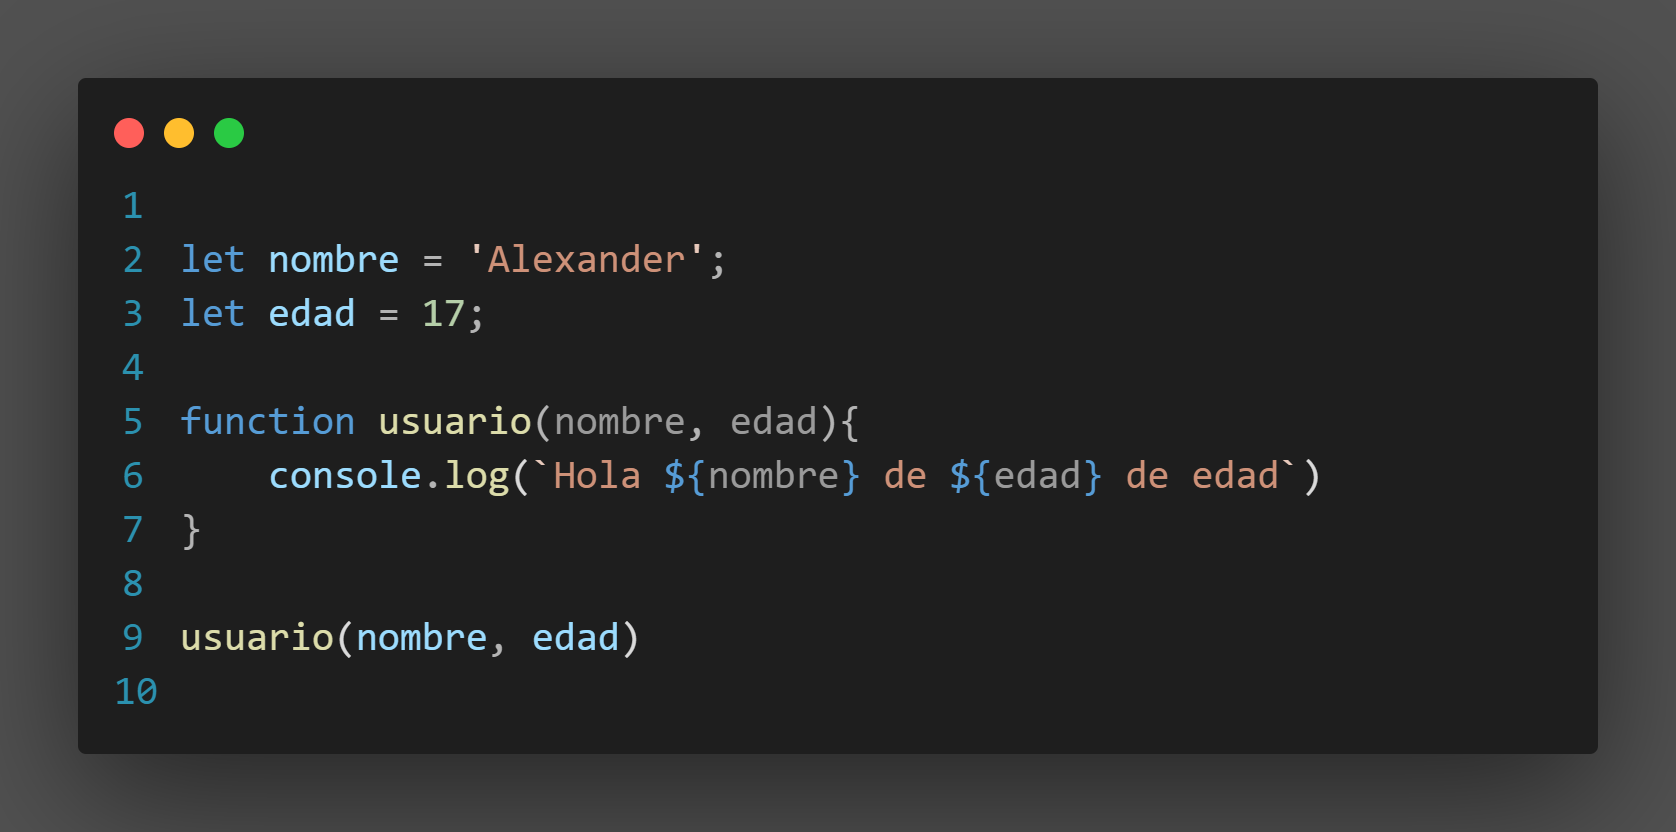 1
2 let nombre = 'Alexander';
3 let edad = 17;
4
5 function usuario(nombre, edad){
6     console.log(`Hola ${nombre} de ${edad} de edad`)
7 }
8
9 usuario(nombre, edad)
10